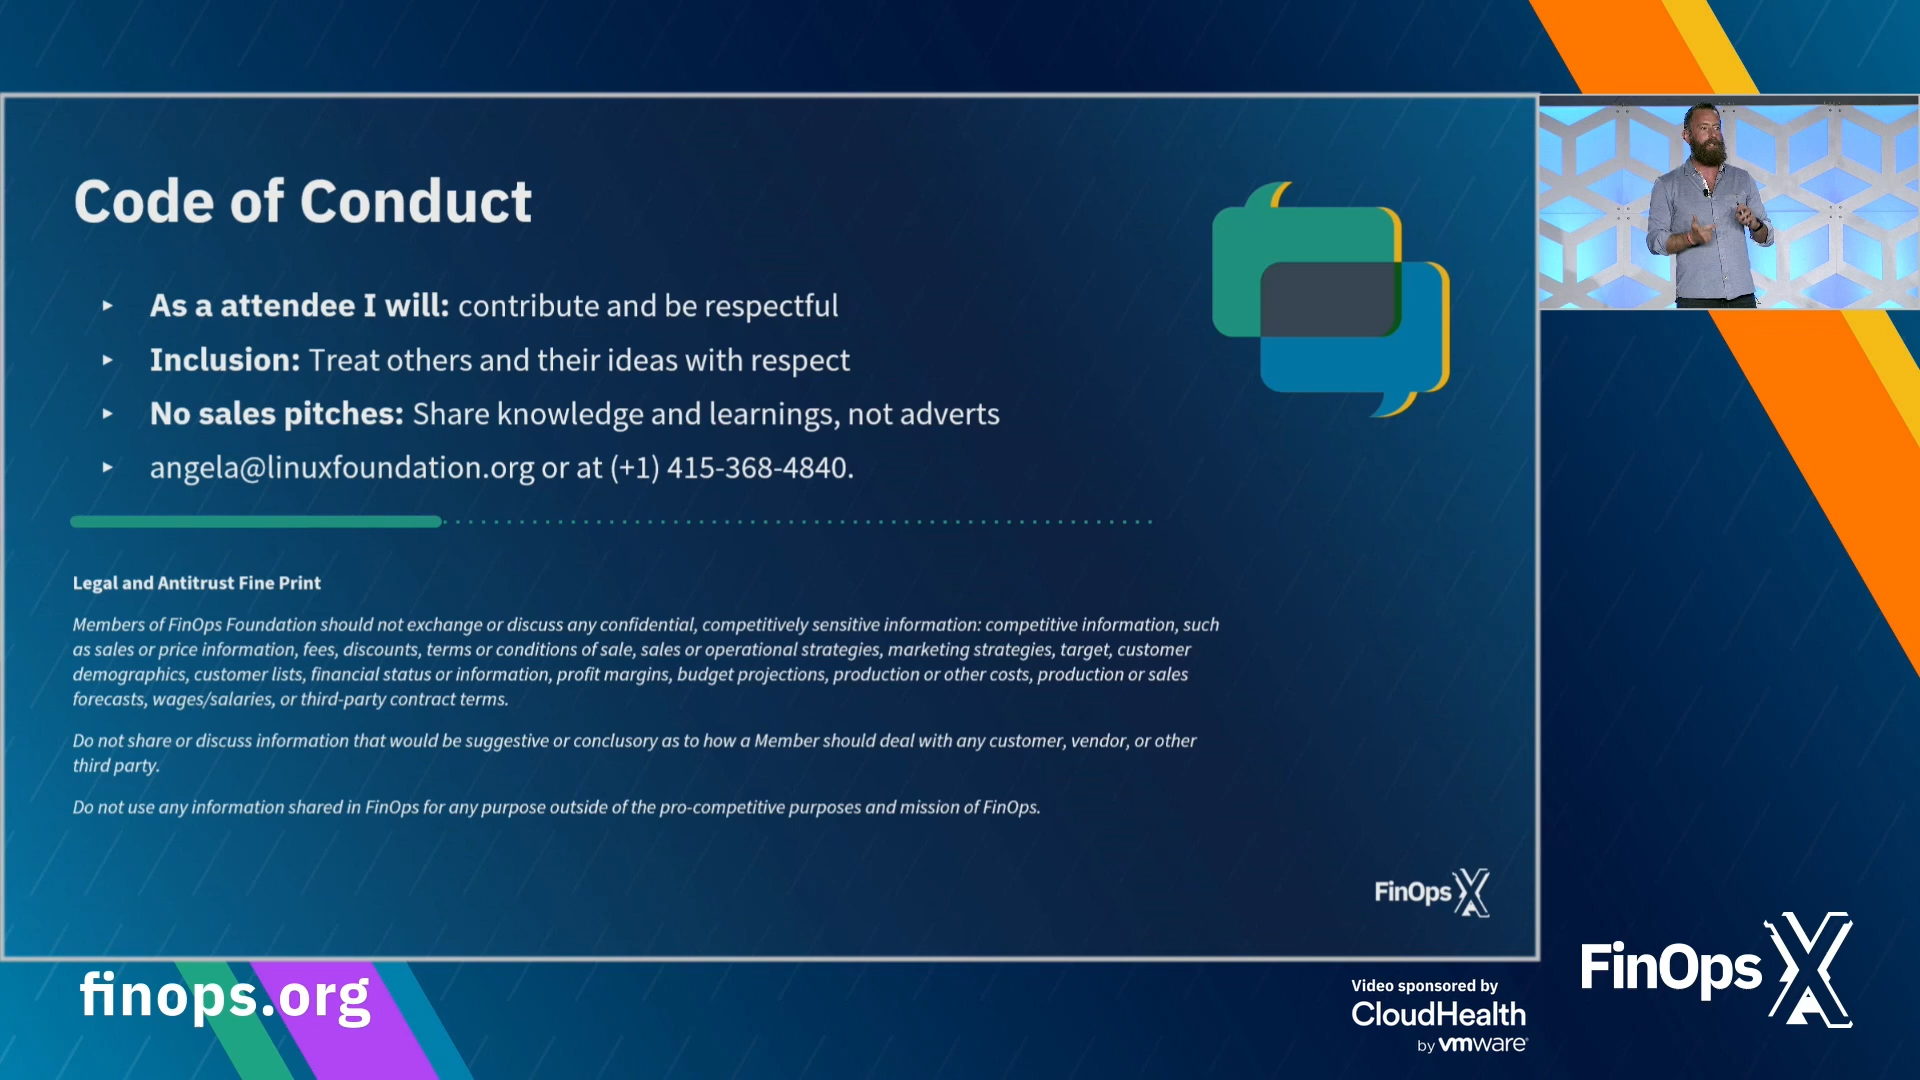 Code of Conduct
▸ As a attendee I will: contribute and be respectful
▸ Inclusion: Treat others and their ideas with respect
▸ No sales pitches: Share knowledge and learnings, not adverts
▸ angela@linuxfoundation.org or at (+1) 415-368-4840.
Legal and Antitrust Fine Print
Members of FinOps Foundation should not exchange or discuss any confidential, competitively sensitive information: competitive information, such
as sales or price information, fees, discounts, terms or conditions of sale, sales or operational strategies, marketing strategies, target, customer
demographics, customer lists, financial status or information, profit margins, budget projections, production or other costs, production or sales
forecasts, wages/salaries, or third-party contract terms.
Do not share or discuss information that would be suggestive or conclusory as to how a Member should deal with any customer, vendor, or other
third party.
Do not use any information shared in FinOps for any purpose outside of the pro-competitive purposes and mission of FinOps.
FinOps X
finops.org
Video sponsored by
CloudHealth
by vmware®
FinOps X